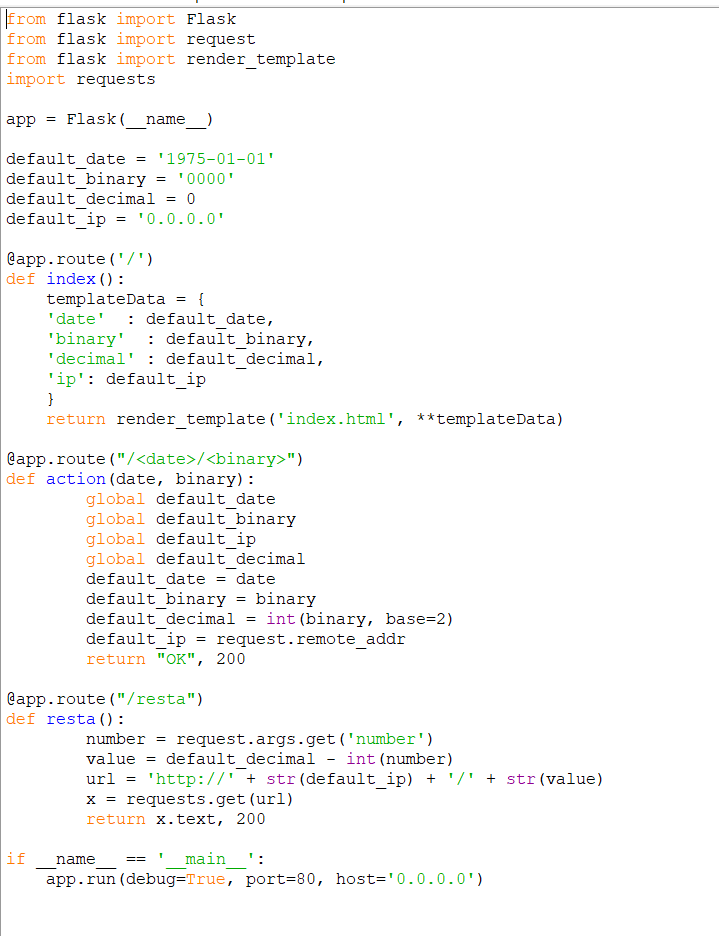 from flask import Flask
from flask import request
from flask import render_template
import requests

app = Flask(__name__)

default_date = '1975-01-01'
default_binary = '0000'
default_decimal = 0
default_ip = '0.0.0.0'

@app.route('/')
def index():
    templateData = {
    'date'  : default_date,
    'binary'  : default_binary,
    'decimal' : default_decimal,
    'ip': default_ip
    }
    return render_template('index.html', **templateData)

@app.route("/<date>/<binary>")
def action(date, binary):
        global default_date
        global default_binary
        global default_ip
        global default_decimal
        default_date = date
        default_binary = binary
        default_decimal = int(binary, base=2)
        default_ip = request.remote_addr
        return "OK", 200

@app.route("/resta")
def resta():
        number = request.args.get('number')
        value = default_decimal - int(number)
        url = 'http://' + str(default_ip) + '/' + str(value)
        x = requests.get(url)
        return x.text, 200

if __name__ == '__main__':
    app.run(debug=True, port=80, host='0.0.0.0')